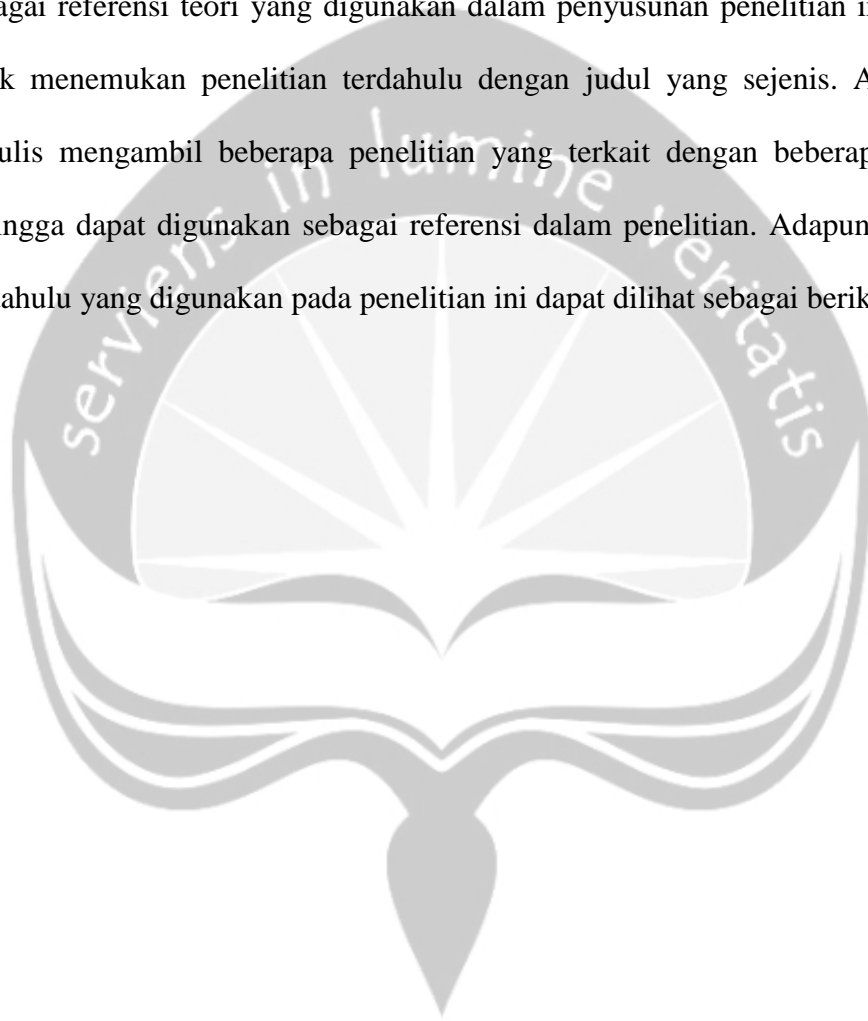 agai referensi teori yang digunakan dalam penyusunan penelitian i
k menemukan penelitian terdahulu dengan judul yang sejenis. A
ulis mengambil beberapa penelitian yang terkait dengan beberap
ingga dapat digunakan sebagai referensi dalam penelitian. Adapun
ahulu yang digunakan pada penelitian ini dapat dilihat sebagai berik
serviens in lumine veritatis